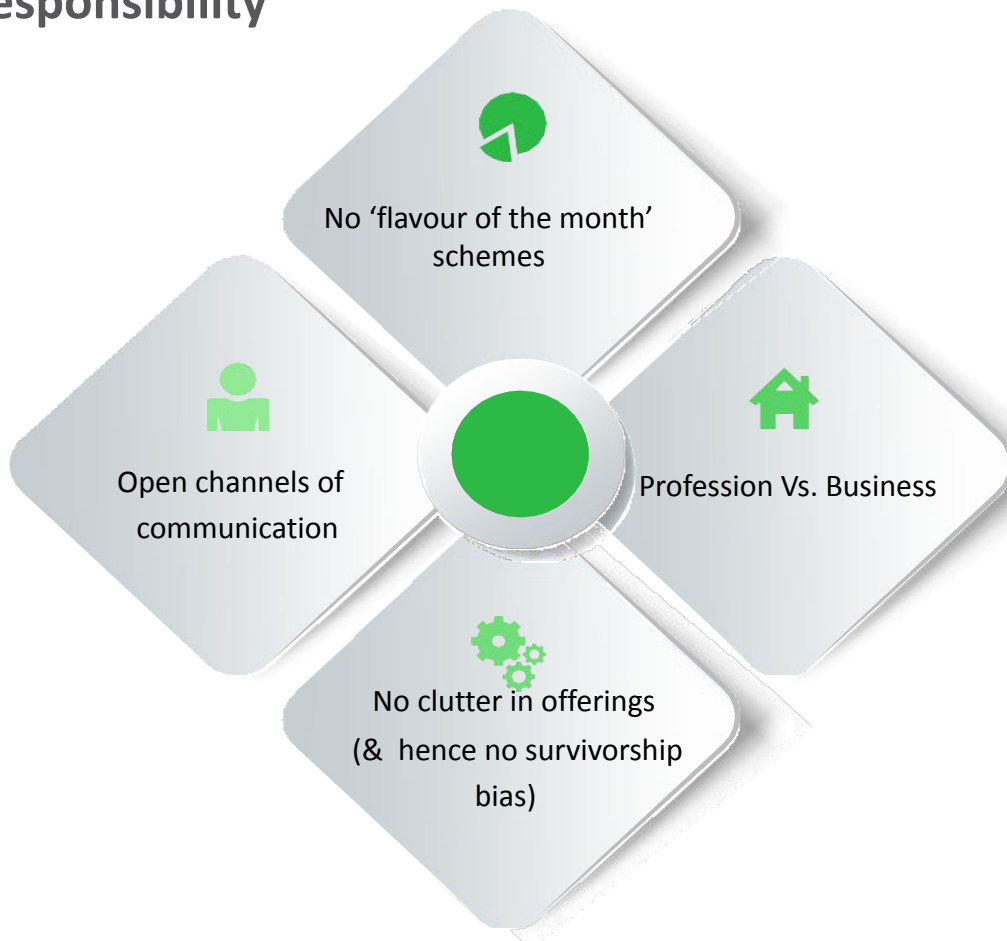 esponsibility
No ‘flavour of the month’
schemes
Open channels of
communication
Profession Vs. Business
No clutter in offerings
(&  hence no survivorship
bias)